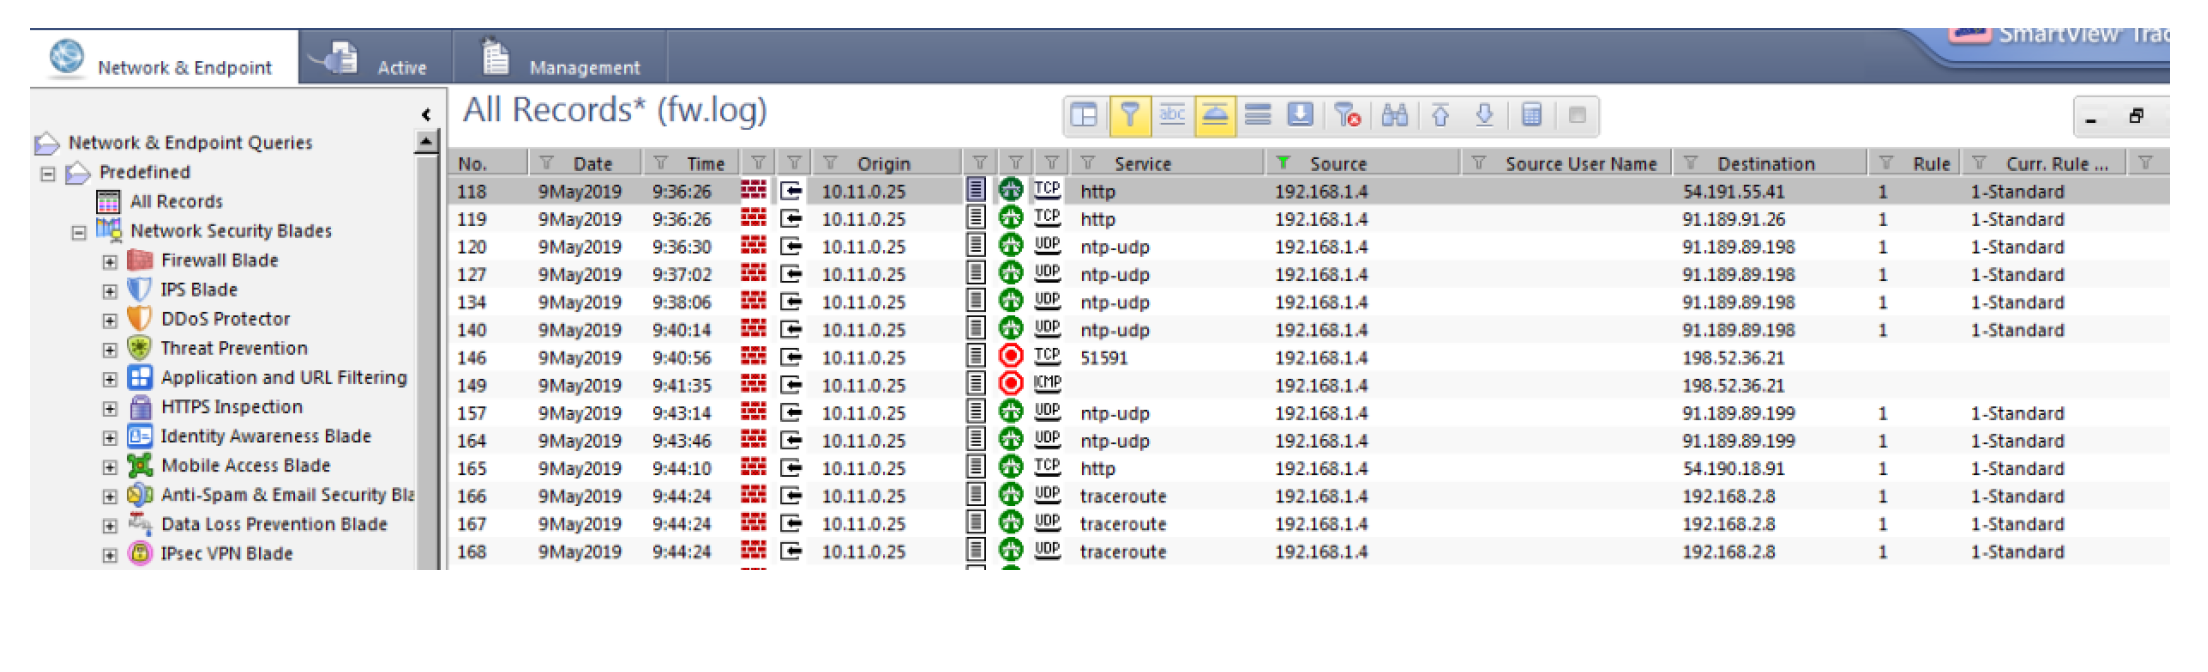 SmartView Trac
Network & Endpoint
Active
Management
All Records* (fw.log)
Network & Endpoint Queries
Predefined
All Records
Network Security Blades
Firewall Blade
IPS Blade
DDoS Protector
Threat Prevention
Application and URL Filtering
HTTPS Inspection
Identity Awareness Blade
Mobile Access Blade
Anti-Spam & Email Security Bla
Data Loss Prevention Blade
IPsec VPN Blade
abc
No. Date Time Origin Service Source Source User Name Destination Rule Curr. Rule ...
118 9May2019 9:36:26 10.11.0.25 TCP http 192.168.1.4 54.191.55.41 1 1-Standard
119 9May2019 9:36:26 10.11.0.25 TCP http 192.168.1.4 91.189.91.26 1 1-Standard
120 9May2019 9:36:30 10.11.0.25 UDP ntp-udp 192.168.1.4 91.189.89.198 1 1-Standard
127 9May2019 9:37:02 10.11.0.25 UDP ntp-udp 192.168.1.4 91.189.89.198 1 1-Standard
134 9May2019 9:38:06 10.11.0.25 UDP ntp-udp 192.168.1.4 91.189.89.198 1 1-Standard
140 9May2019 9:40:14 10.11.0.25 UDP ntp-udp 192.168.1.4 91.189.89.198 1 1-Standard
146 9May2019 9:40:56 10.11.0.25 TCP 51591 192.168.1.4 198.52.36.21
149 9May2019 9:41:35 10.11.0.25 ICMP 192.168.1.4 198.52.36.21
157 9May2019 9:43:14 10.11.0.25 UDP ntp-udp 192.168.1.4 91.189.89.199 1 1-Standard
164 9May2019 9:43:46 10.11.0.25 UDP ntp-udp 192.168.1.4 91.189.89.199 1 1-Standard
165 9May2019 9:44:10 10.11.0.25 TCP http 192.168.1.4 54.190.18.91 1 1-Standard
166 9May2019 9:44:24 10.11.0.25 UDP traceroute 192.168.1.4 192.168.2.8 1 1-Standard
167 9May2019 9:44:24 10.11.0.25 UDP traceroute 192.168.1.4 192.168.2.8 1 1-Standard
168 9May2019 9:44:24 10.11.0.25 UDP traceroute 192.168.1.4 192.168.2.8 1 1-Standard